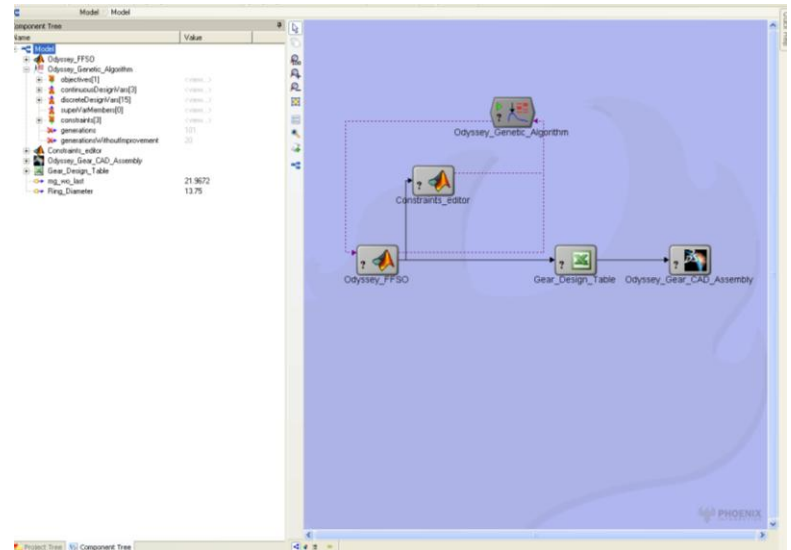 Model Model
Component Tree
Name Value
Model
Odyssey_FFSO
Odyssey_Genetic_Algorithm
objectives[1]
continuousDesignVars[3]
discreteDesignVars[15]
superVarMembers[0]
constraints[3]
generations 101
generationsWithoutImprovement 20
Constraints_editor
Odyssey_Gear_CAD_Assembly
Gear_Design_Table
mg_wo_last 21.9672
Ring_Diameter 13.75
Odyssey_Genetic_Algorithm
Constraints_editor
Odyssey_FFSO
Gear_Design_Table
Odyssey_Gear_CAD_Assembly
PHOENIX
Project Tree Component Tree